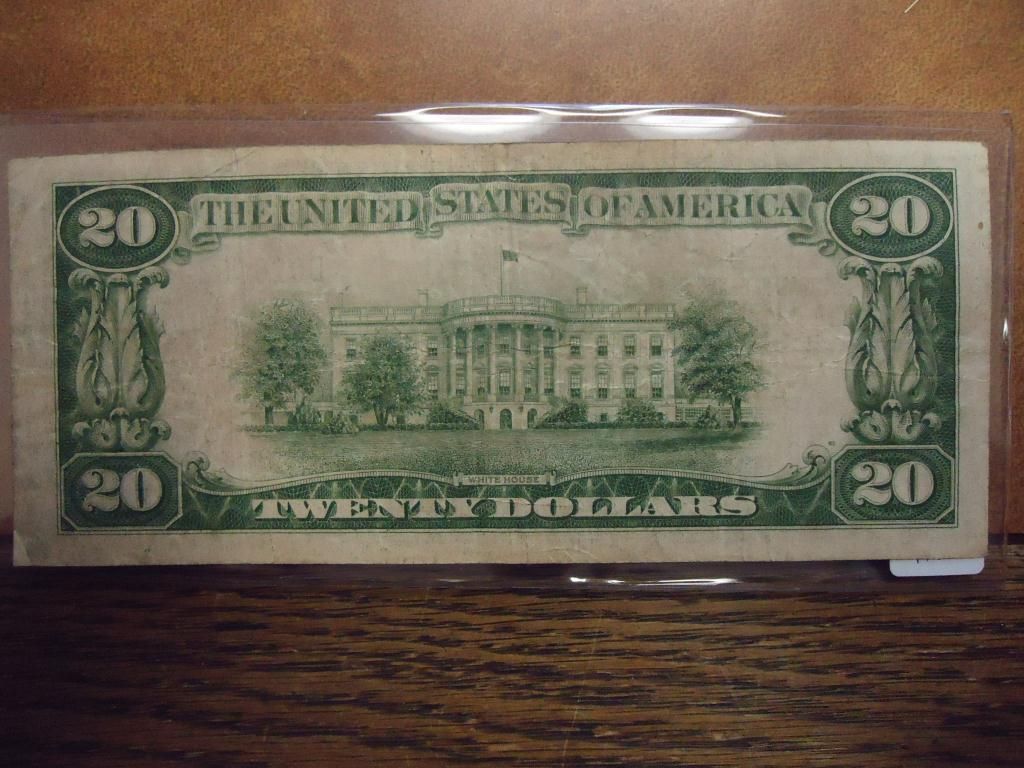 20 THE UNITED STATES OF AMERICA 20
WHITE HOUSE
20 TWENTY DOLLARS 20